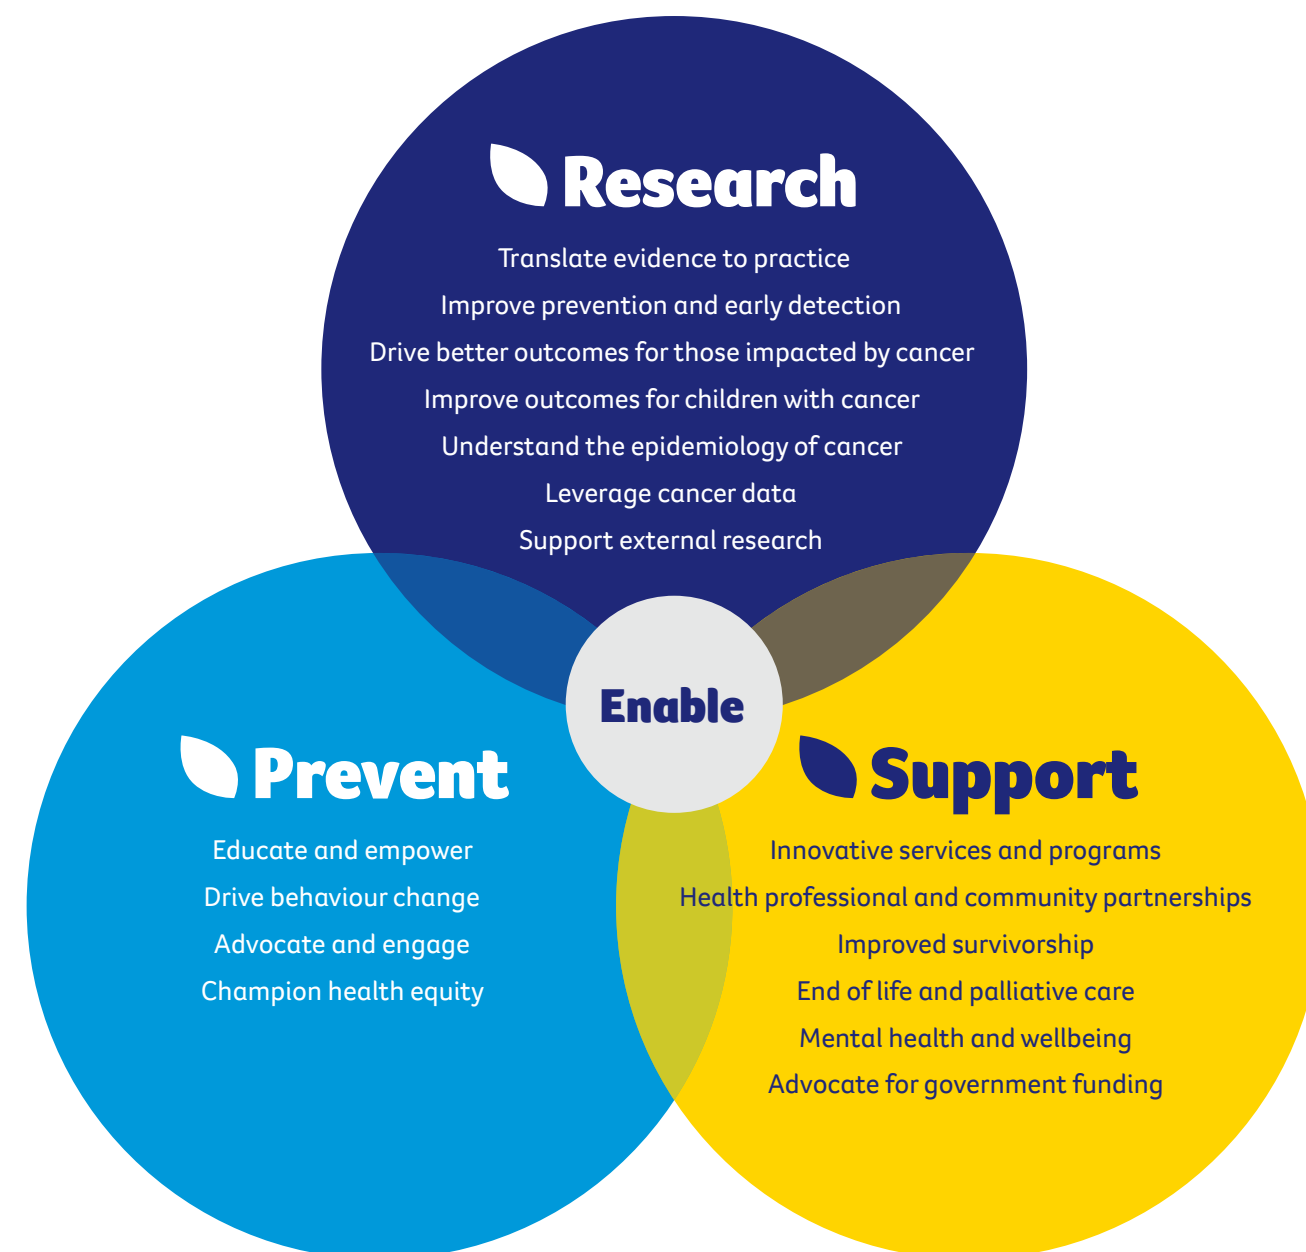 Research
Translate evidence to practice
Improve prevention and early detection
Drive better outcomes for those impacted by cancer
Improve outcomes for children with cancer
Understand the epidemiology of cancer
Leverage cancer data
Support external research
Enable
Prevent
Educate and empower
Drive behaviour change
Advocate and engage
Champion health equity
Support
Innovative services and programs
Health professional and community partnerships
Improved survivorship
End of life and palliative care
Mental health and wellbeing
Advocate for government funding